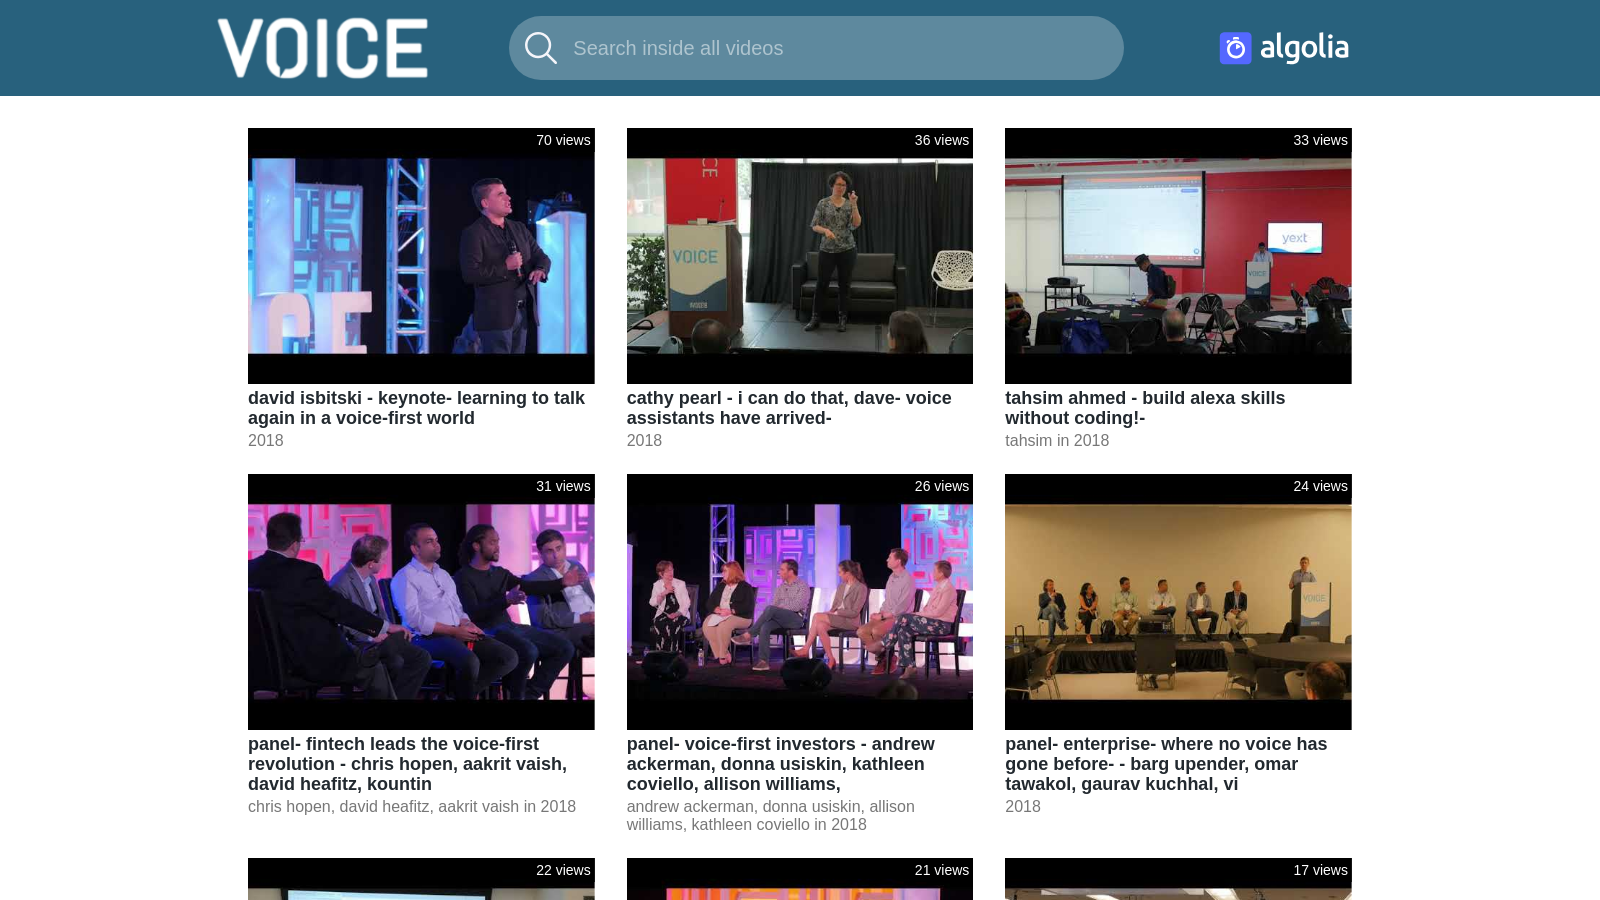 VOICE
Search inside all videos
algolia
70 views
36 views
33 views
CE
VOICE
yext
VOICE
CE
david isbitski - keynote- learning to talk
again in a voice-first world
2018
cathy pearl - i can do that, dave- voice
assistants have arrived-
2018
tahsim ahmed - build alexa skills
without coding!-
tahsim in 2018
31 views
26 views
24 views
VOICE
panel- fintech leads the voice-first
revolution - chris hopen, aakrit vaish,
david heafitz, kountin
chris hopen, david heafitz, aakrit vaish in 2018
panel- voice-first investors - andrew
ackerman, donna usiskin, kathleen
coviello, allison williams,
andrew ackerman, donna usiskin, allison
williams, kathleen coviello in 2018
panel- enterprise- where no voice has
gone before- - barg upender, omar
tawakol, gaurav kuchhal, vi
2018
22 views
21 views
17 views